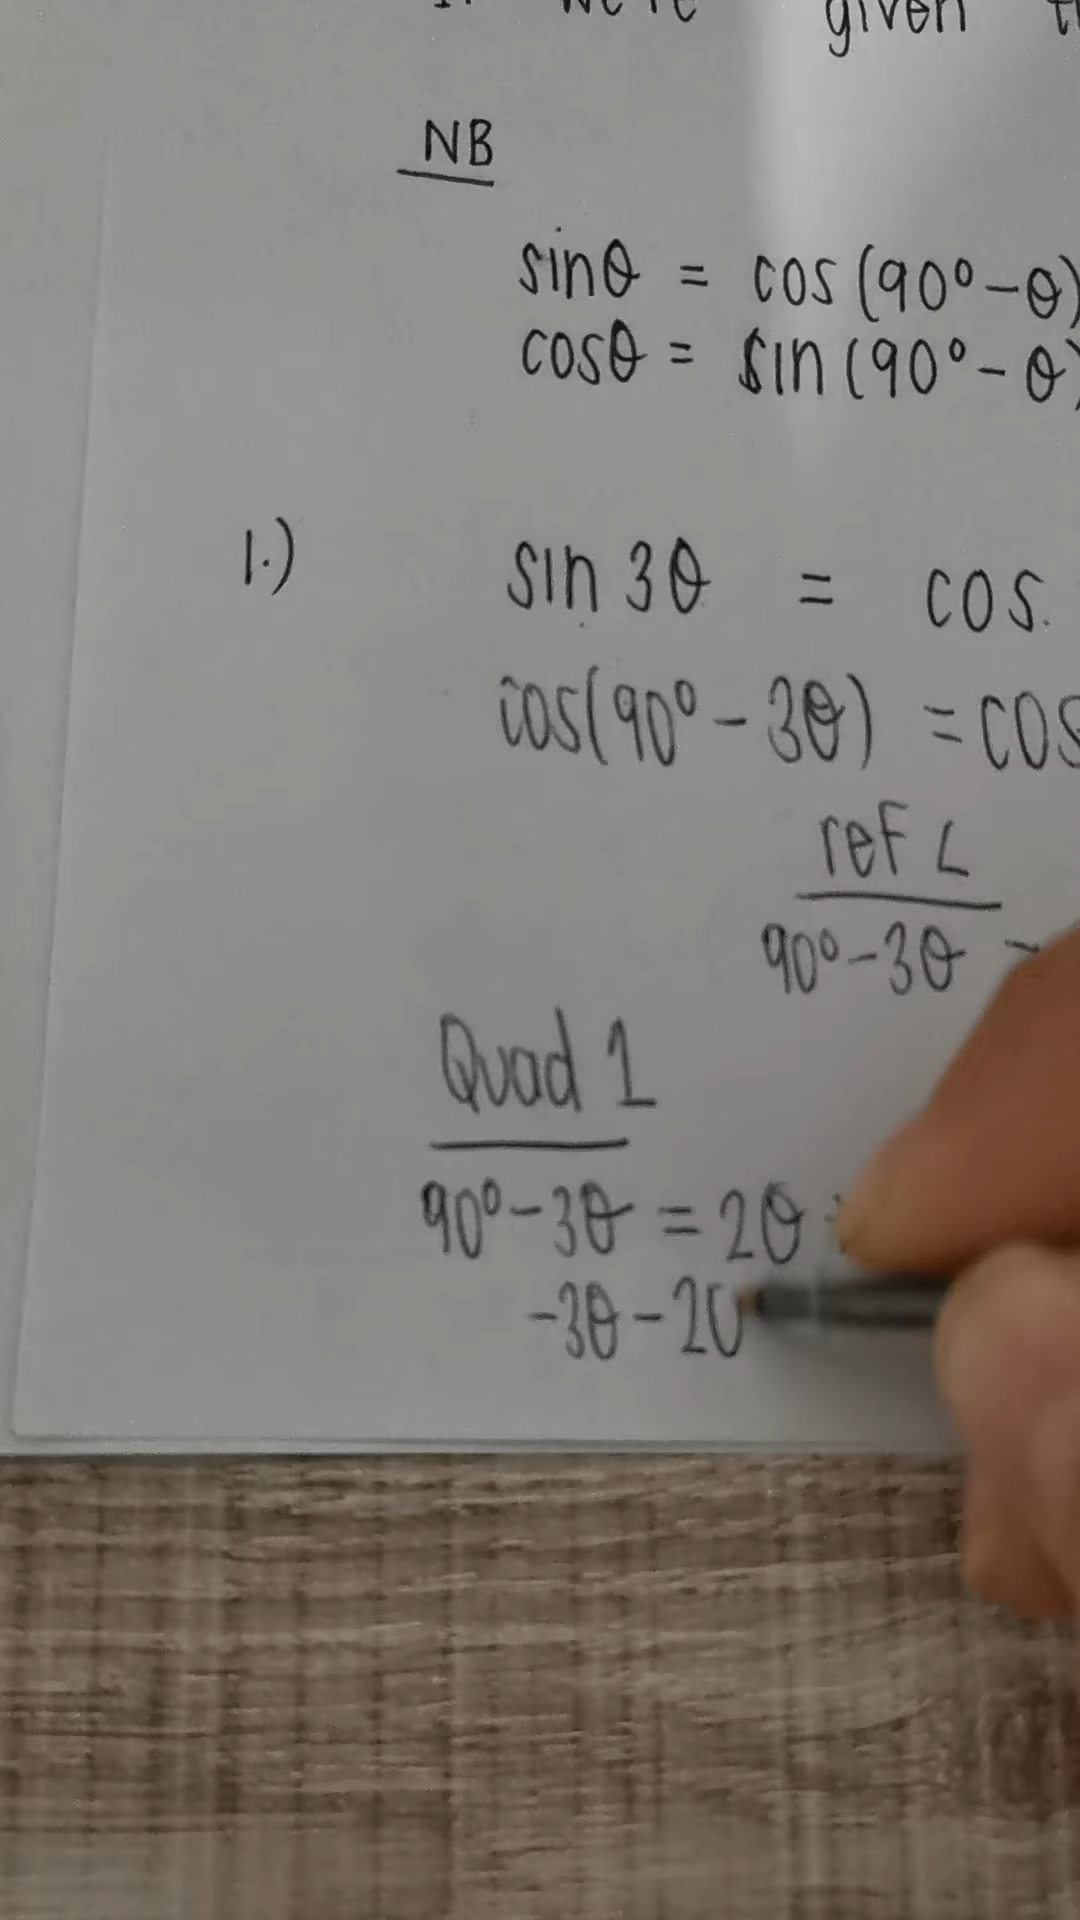 given
NB
sinθ = cos(90°-θ)
cosθ = sin(90°-θ)
1.) sin 3θ = cos
cos(90°-3θ) = cos
ref ∠
90°-3θ
Quad 1
90°-3θ = 2θ
-3θ-2